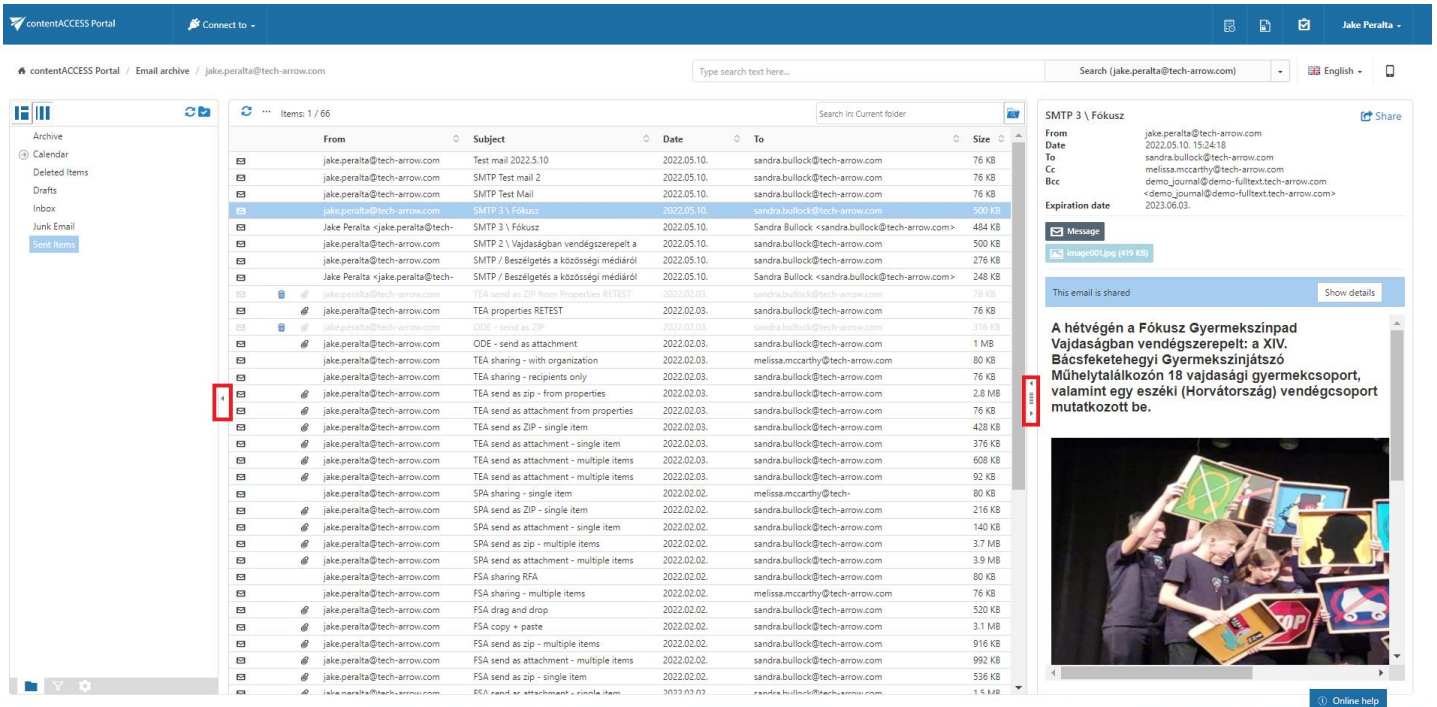 contentACCESS Portal
Connect to
Jake Peralta
contentACCESS Portal / Email archive / jake.peralta@tech-arrow.com
Type search text here...
Search (jake.peralta@tech-arrow.com)
English
Archive
Calendar
Deleted Items
Drafts
Inbox
Junk Email
Sent Items
... Items: 1 / 66
Search in: Current folder
From Subject Date To Size
jake.peralta@tech-arrow.com Test mail 2022.5.10 2022.05.10. sandra.bullock@tech-arrow.com 76 KB
jake.peralta@tech-arrow.com SMTP Test mail 2 2022.05.10. sandra.bullock@tech-arrow.com 76 KB
jake.peralta@tech-arrow.com SMTP Test Mail 2022.05.10. sandra.bullock@tech-arrow.com 76 KB
jake.peralta@tech-arrow.com SMTP 3 \ Fókusz 2022.05.10. sandra.bullock@tech-arrow.com 500 KB
Jake Peralta <jake.peralta@tech- SMTP 3 \ Fókusz 2022.05.10. Sandra Bullock <sandra.bullock@tech-arrow.com> 484 KB
jake.peralta@tech-arrow.com SMTP 2 \ Vajdaságban vendégszerepelt a 2022.05.10. sandra.bullock@tech-arrow.com 500 KB
jake.peralta@tech-arrow.com SMTP / Beszélgetés a közösségi médiáról 2022.05.10. sandra.bullock@tech-arrow.com 276 KB
Jake Peralta <jake.peralta@tech- SMTP / Beszélgetés a közösségi médiáról 2022.05.10. Sandra Bullock <sandra.bullock@tech-arrow.com> 248 KB
jake.peralta@tech-arrow.com TEA send as ZIP from Properties RETEST 2022.02.03. sandra.bullock@tech-arrow.com 76 KB
jake.peralta@tech-arrow.com TEA properties RETEST 2022.02.03. sandra.bullock@tech-arrow.com 76 KB
jake.peralta@tech-arrow.com ODE - send as ZIP 2022.02.03. sandra.bullock@tech-arrow.com 316 KB
jake.peralta@tech-arrow.com ODE - send as attachment 2022.02.03. sandra.bullock@tech-arrow.com 1 MB
jake.peralta@tech-arrow.com TEA sharing - with organization 2022.02.03. melissa.mccarthy@tech-arrow.com 80 KB
jake.peralta@tech-arrow.com TEA sharing - recipients only 2022.02.03. sandra.bullock@tech-arrow.com 76 KB
jake.peralta@tech-arrow.com TEA send as zip - from properties 2022.02.03. sandra.bullock@tech-arrow.com 2.8 MB
jake.peralta@tech-arrow.com TEA send as attachment from properties 2022.02.03. sandra.bullock@tech-arrow.com 76 KB
jake.peralta@tech-arrow.com TEA send as ZIP - single item 2022.02.03. sandra.bullock@tech-arrow.com 428 KB
jake.peralta@tech-arrow.com TEA send as attachment - single item 2022.02.03. sandra.bullock@tech-arrow.com 376 KB
jake.peralta@tech-arrow.com TEA send as attachment - multiple items 2022.02.03. sandra.bullock@tech-arrow.com 608 KB
jake.peralta@tech-arrow.com TEA send as attachment - multiple items 2022.02.03. sandra.bullock@tech-arrow.com 92 KB
jake.peralta@tech-arrow.com SPA sharing - single item 2022.02.02. melissa.mccarthy@tech- 80 KB
jake.peralta@tech-arrow.com SPA send as ZIP - single item 2022.02.02. sandra.bullock@tech-arrow.com 216 KB
jake.peralta@tech-arrow.com SPA send as attachment - single item 2022.02.02. sandra.bullock@tech-arrow.com 140 KB
jake.peralta@tech-arrow.com SPA send as zip - multiple items 2022.02.02. sandra.bullock@tech-arrow.com 3.7 MB
jake.peralta@tech-arrow.com SPA send as attachment - multiple items 2022.02.02. sandra.bullock@tech-arrow.com 3.9 MB
jake.peralta@tech-arrow.com FSA sharing RFA 2022.02.02. sandra.bullock@tech-arrow.com 80 KB
jake.peralta@tech-arrow.com FSA sharing - multiple items 2022.02.02. melissa.mccarthy@tech-arrow.com 76 KB
jake.peralta@tech-arrow.com FSA drag and drop 2022.02.02. sandra.bullock@tech-arrow.com 520 KB
jake.peralta@tech-arrow.com FSA copy + paste 2022.02.02. sandra.bullock@tech-arrow.com 3.1 MB
jake.peralta@tech-arrow.com FSA send as zip - multiple items 2022.02.02. sandra.bullock@tech-arrow.com 916 KB
jake.peralta@tech-arrow.com FSA send as attachment - multiple items 2022.02.02. sandra.bullock@tech-arrow.com 992 KB
jake.peralta@tech-arrow.com FSA send as zip - single item 2022.02.02. sandra.bullock@tech-arrow.com 536 KB
jake.peralta@tech-arrow.com FSA send as attachment - single item 2022.02.02. sandra.bullock@tech-arrow.com 1.5 MB
SMTP 3 \ Fókusz
Share
From jake.peralta@tech-arrow.com
Date 2022.05.10. 15:24:18
To sandra.bullock@tech-arrow.com
Cc melissa.mccarthy@tech-arrow.com
Bcc demo_journal@demo-fulltext.tech-arrow.com
<demo_journal@demo-fulltext.tech-arrow.com>
Expiration date 2023.06.03.
Message
image001.jpg (419 KB)
This email is shared
Show details
A hétvégén a Fókusz Gyermekszínpad
Vajdaságban vendégszerepelt: a XIV.
Bácsfeketehegyi Gyermekszínjátszó
Műhelytalálkozón 18 vajdasági gyermekcsoport,
valamint egy eszéki (Horvátország) vendégcsoport
mutatkozott be.
STOP
Online help